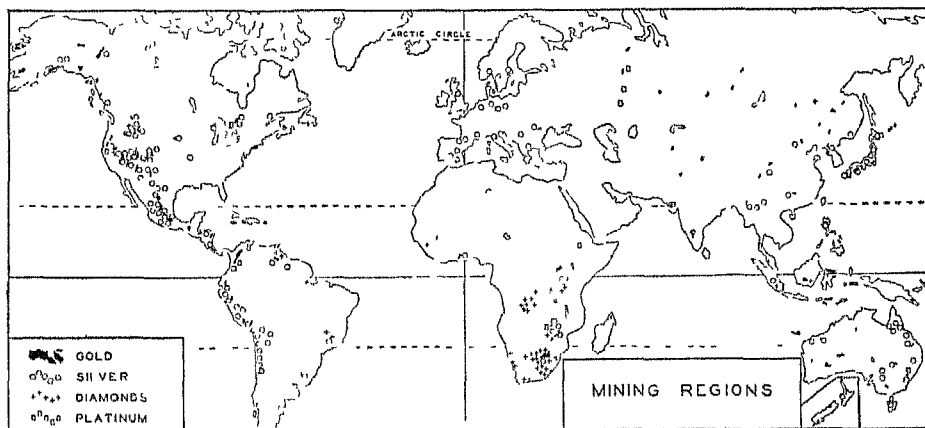 ARCTIC CIRCLE
GOLD
SILVER
DIAMONDS
PLATINUM
MINING REGIONS